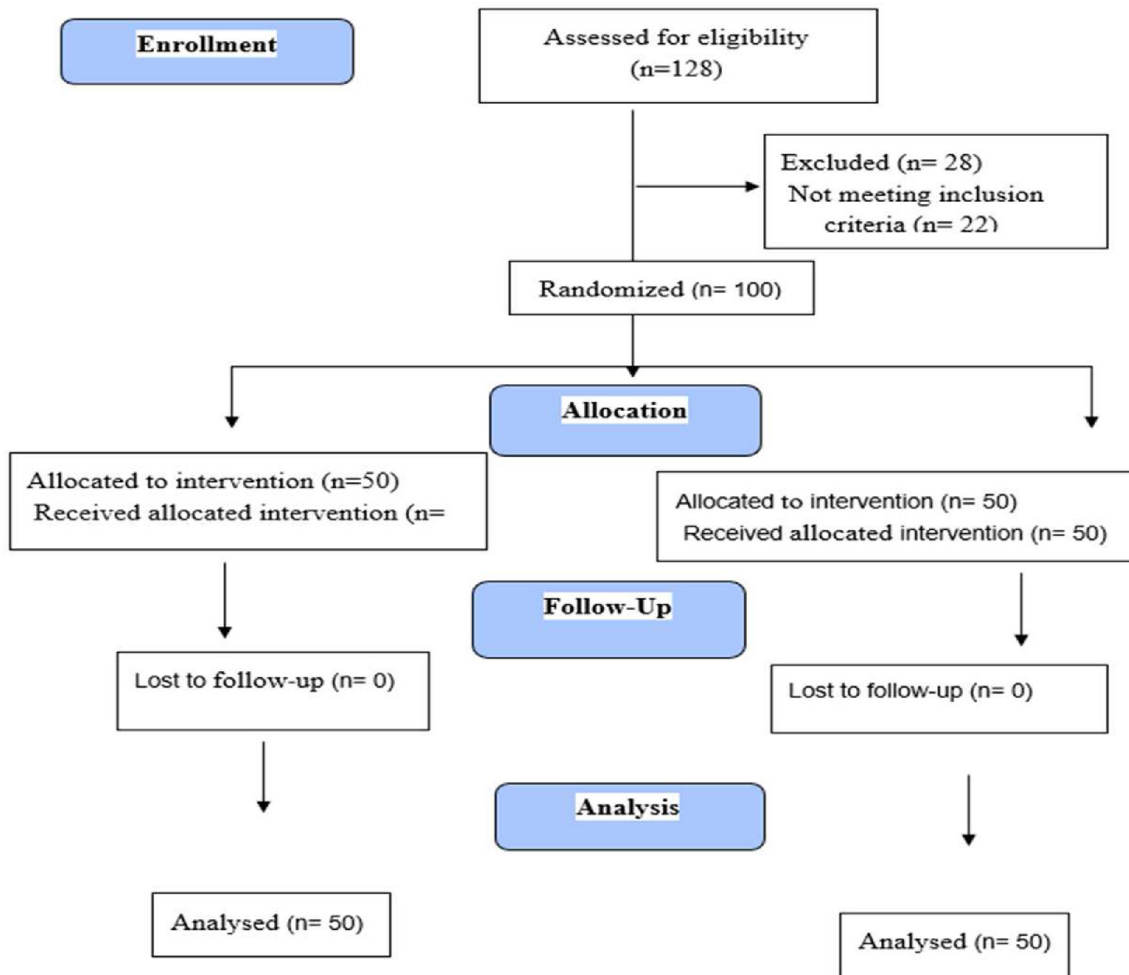 Enrollment
Assessed for eligibility
(n=128)
Excluded (n= 28)
Not meeting inclusion
criteria (n= 22)
Randomized (n= 100)
Allocation
Allocated to intervention (n=50)
Received allocated intervention (n=
Allocated to intervention (n= 50)
Received allocated intervention (n= 50)
Follow-Up
Lost to follow-up (n= 0)
Lost to follow-up (n= 0)
Analysis
Analysed (n= 50)
Analysed (n= 50)